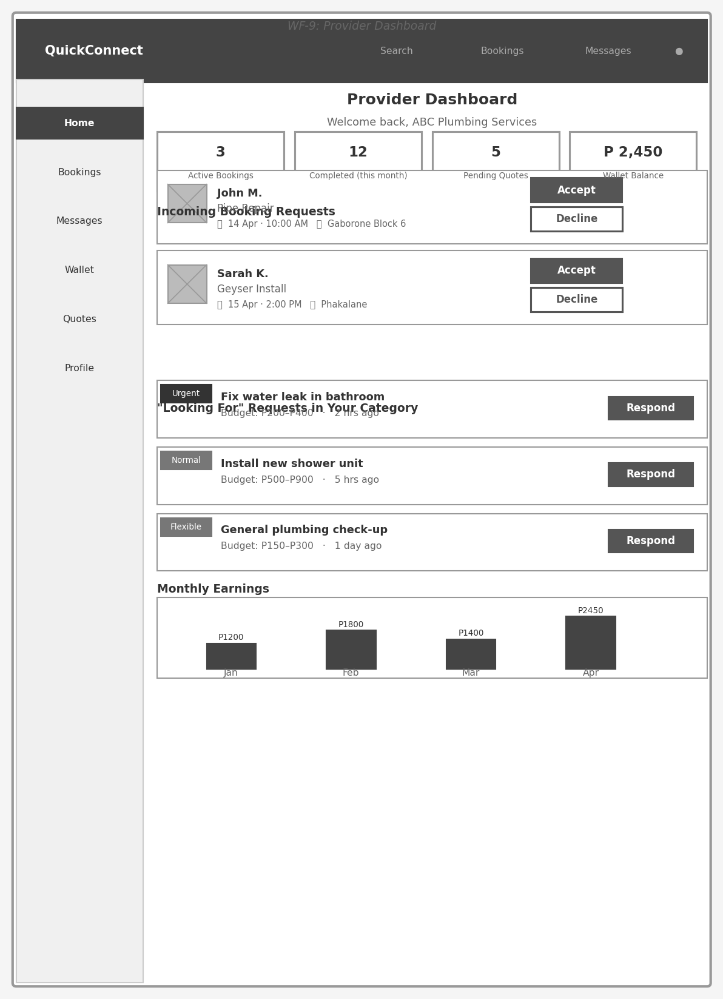 WF-9: Provider Dashboard
QuickConnect
Search
Bookings
Messages
Home
Bookings
Messages
Wallet
Quotes
Profile
Provider Dashboard
Welcome back, ABC Plumbing Services
3
Active Bookings
12
Completed (this month)
5
Pending Quotes
P 2,450
Wallet Balance
Incoming Booking Requests
John M.
Pipe Repair
14 Apr · 10:00 AM Gaborone Block 6
Accept
Decline
Sarah K.
Geyser Install
15 Apr · 2:00 PM Phakalane
Accept
Decline
"Looking For" Requests in Your Category
Urgent
Fix water leak in bathroom
Budget: P200–P400 · 2 hrs ago
Respond
Normal
Install new shower unit
Budget: P500–P900 · 5 hrs ago
Respond
Flexible
General plumbing check-up
Budget: P150–P300 · 1 day ago
Respond
Monthly Earnings
P1200
Jan
P1800
Feb
P1400
Mar
P2450
Apr